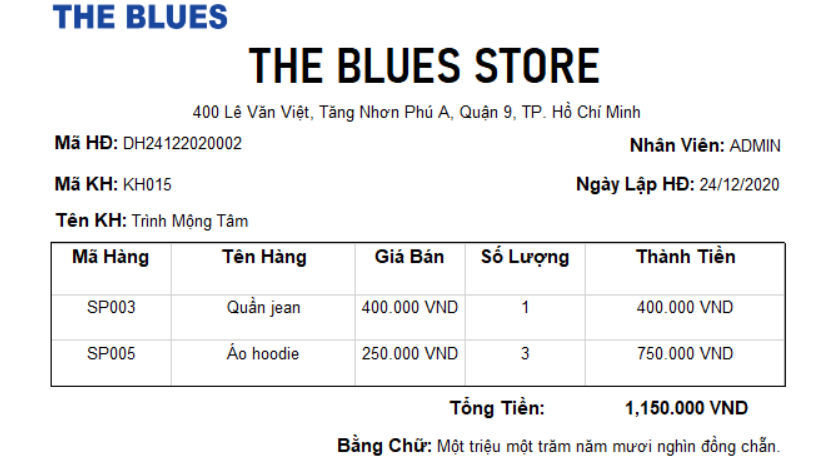 THE BLUES
THE BLUES STORE
400 Lê Văn Việt, Tăng Nhơn Phú A, Quận 9, TP. Hồ Chí Minh
Mã HĐ: DH24122020002 Nhân Viên: ADMIN
Mã KH: KH015 Ngày Lập HĐ: 24/12/2020
Tên KH: Trình Mộng Tâm
Mã Hàng Tên Hàng Giá Bán Số Lượng Thành Tiền
SP003 Quần jean 400.000 VND 1 400.000 VND
SP005 Áo hoodie 250.000 VND 3 750.000 VND
Tổng Tiền: 1,150.000 VND
Bằng Chữ: Một triệu một trăm năm mươi nghìn đồng chẵn.